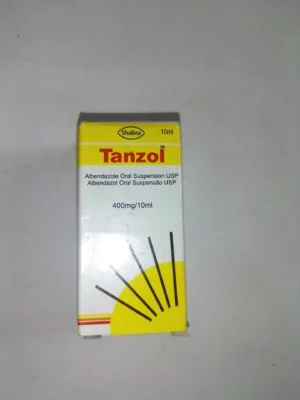 Shalina
10ml
Tanzol
Albendazole Oral Suspension USP
Albendazol Oral Suspensão USP
400mg/10ml